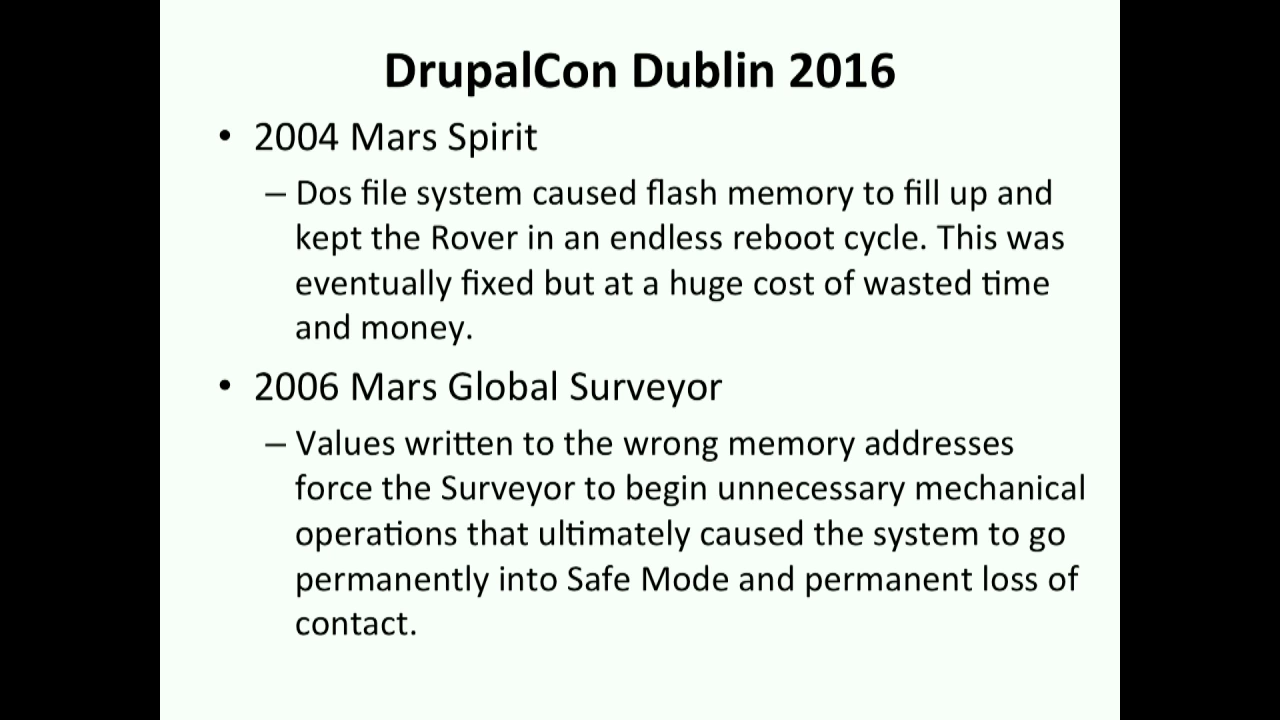 DrupalCon Dublin 2016
• 2004 Mars Spirit
– Dos file system caused flash memory to fill up and
kept the Rover in an endless reboot cycle. This was
eventually fixed but at a huge cost of wasted time
and money.
• 2006 Mars Global Surveyor
– Values written to the wrong memory addresses
force the Surveyor to begin unnecessary mechanical
operations that ultimately caused the system to go
permanently into Safe Mode and permanent loss of
contact.